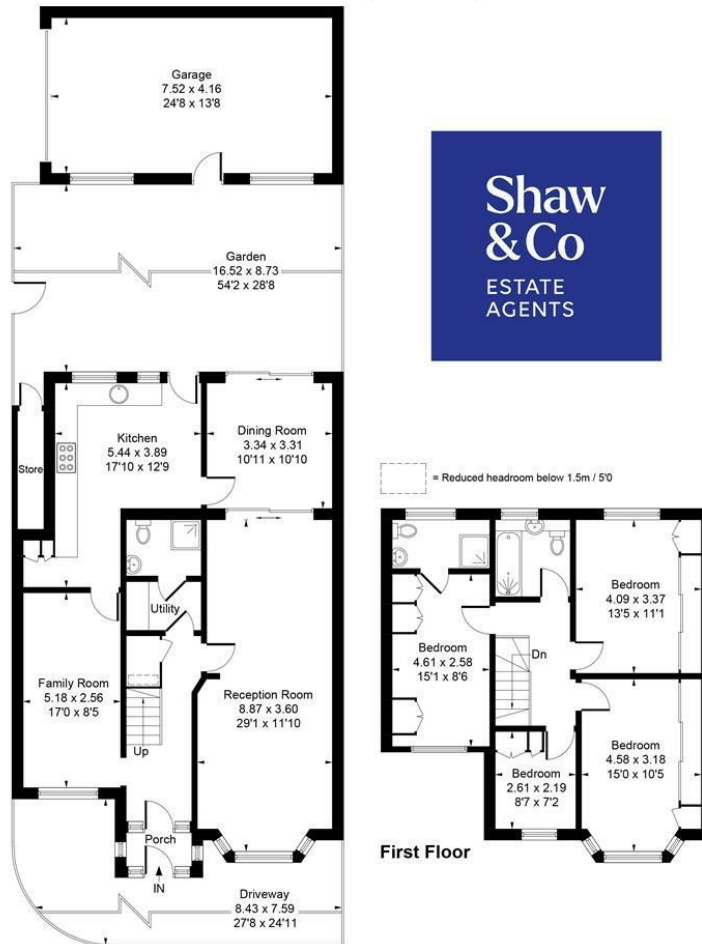 Garage
7.52 x 4.16
24'8 x 13'8
Shaw
& Co
ESTATE
AGENTS
Garden
16.52 x 8.73
54'2 x 28'8
Kitchen
5.44 x 3.89
17'10 x 12'9
Dining Room
3.34 x 3.31
10'11 x 10'10
Store
= Reduced headroom below 1.5m / 5'0
Utility
Family Room
5.18 x 2.56
17'0 x 8'5
Reception Room
8.87 x 3.60
29'1 x 11'10
Up
Porch
IN
Driveway
8.43 x 7.59
27'8 x 24'11
Bedroom
4.09 x 3.37
13'5 x 11'1
Bedroom
4.61 x 2.58
15'1 x 8'6
Dn
Bedroom
4.58 x 3.18
15'0 x 10'5
Bedroom
2.61 x 2.19
8'7 x 7'2
First Floor